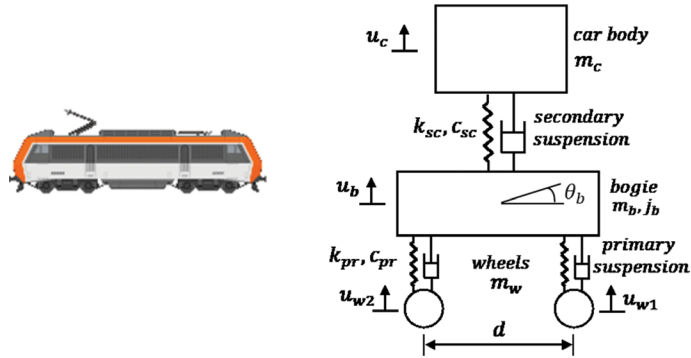 u_c
car body
m_c
k_sc, c_sc
secondary
suspension
u_b
θ_b
bogie
m_b, j_b
k_pr, c_pr
wheels
m_w
primary
suspension
u_w2
u_w1
d